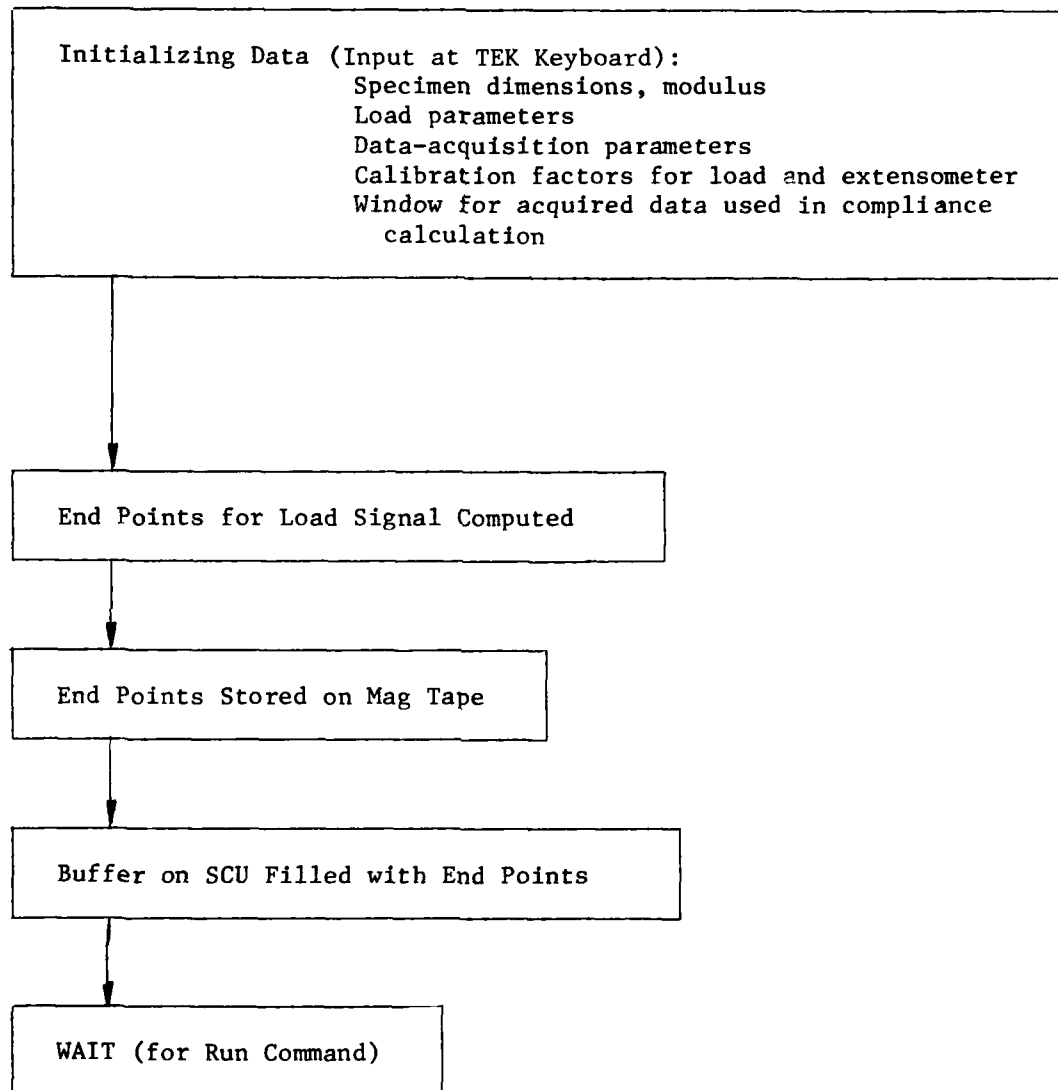 Initializing Data (Input at TEK Keyboard):
Specimen dimensions, modulus
Load parameters
Data-acquisition parameters
Calibration factors for load and extensometer
Window for acquired data used in compliance
calculation
End Points for Load Signal Computed
End Points Stored on Mag Tape
Buffer on SCU Filled with End Points
WAIT (for Run Command)